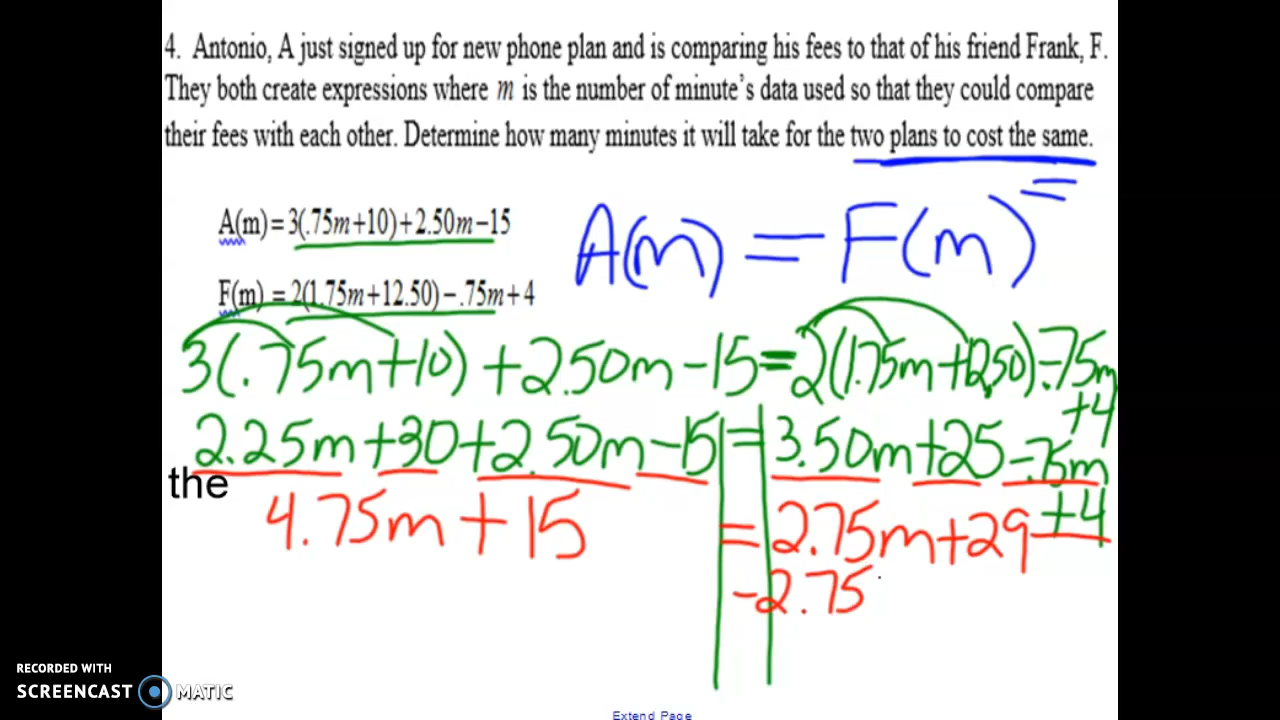 4. Antonio, A just signed up for new phone plan and is comparing his fees to that of his friend Frank, F.
They both create expressions where m is the number of minute's data used so that they could compare
their fees with each other. Determine how many minutes it will take for the two plans to cost the same.
=
A(m) = 3(.75m+10)+2.50m−15
A(m) = F(m)
F(m) = 2(1.75m+12.50)−.75m+4
3(.75m+10) +2.50m −15=2(1.75m+12.50)−.75m
+4
2.25m+30+2.50m−15 = 3.50m+25−.75m
+4
the
4.75m + 15 = 2.75m+29
−2.75
RECORDED WITH
SCREENCAST MATIC
Extend Page